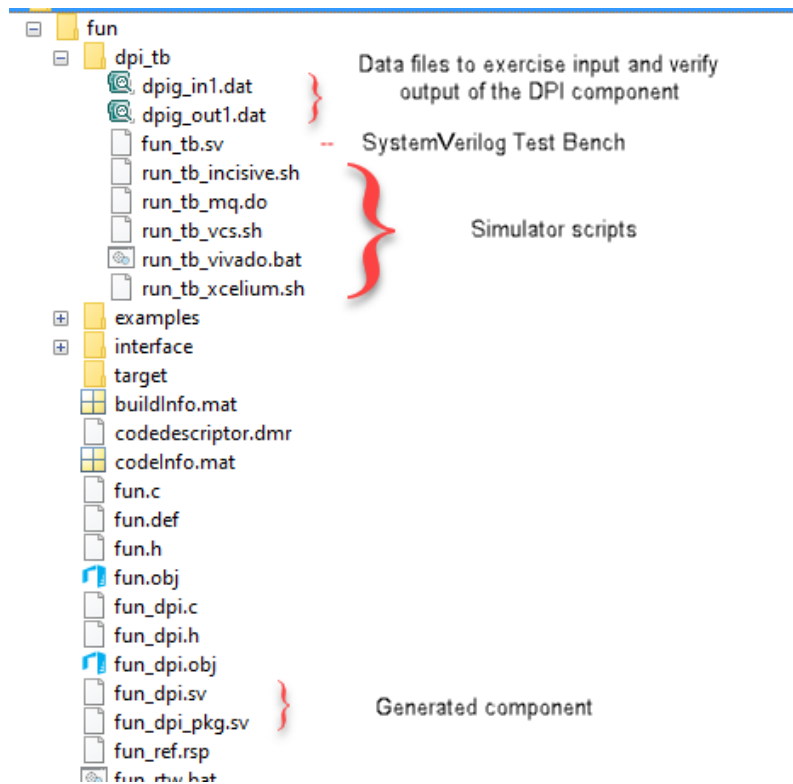 fun
dpi_tb
Data files to exercise input and verify
output of the DPI component
dpig_in1.dat
dpig_out1.dat
fun_tb.sv
-- SystemVerilog Test Bench
run_tb_incisive.sh
run_tb_mq.do
run_tb_vcs.sh
Simulator scripts
run_tb_vivado.bat
run_tb_xcelium.sh
examples
interface
target
buildInfo.mat
codedescriptor.dmr
codeInfo.mat
fun.c
fun.def
fun.h
fun.obj
fun_dpi.c
fun_dpi.h
fun_dpi.obj
fun_dpi.sv
Generated component
fun_dpi_pkg.sv
fun_ref.rsp
fun_rtw.bat